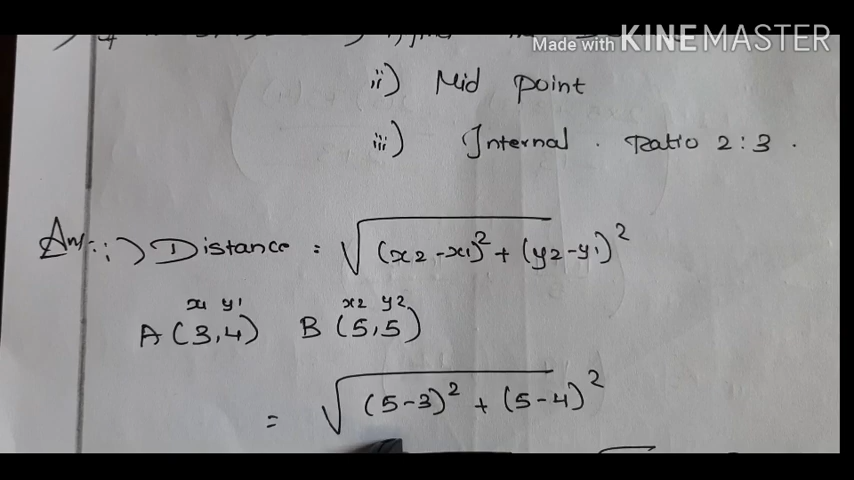 Made with KINEMASTER
ii) Mid point
iii) Internal . Ratio 2:3 .
Ans:- i) Distance = √(x2-x1)² + (y2-y1)²
x1 y1 x2 y2
A (3,4) B (5,5)
= √(5-3)² + (5-4)²